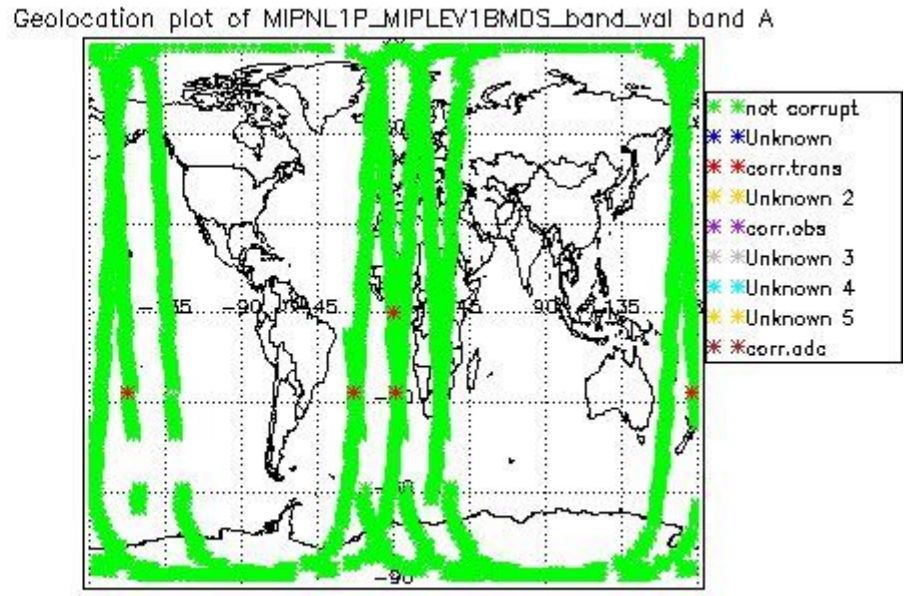 Geolocation plot of MIPNL1P_MIPLEV1BMDS_band_val band A
not corrupt
Unknown
corr.trans
Unknown 2
corr.obs
Unknown 3
Unknown 4
Unknown 5
corr.adc
-90
45
90
135
-90